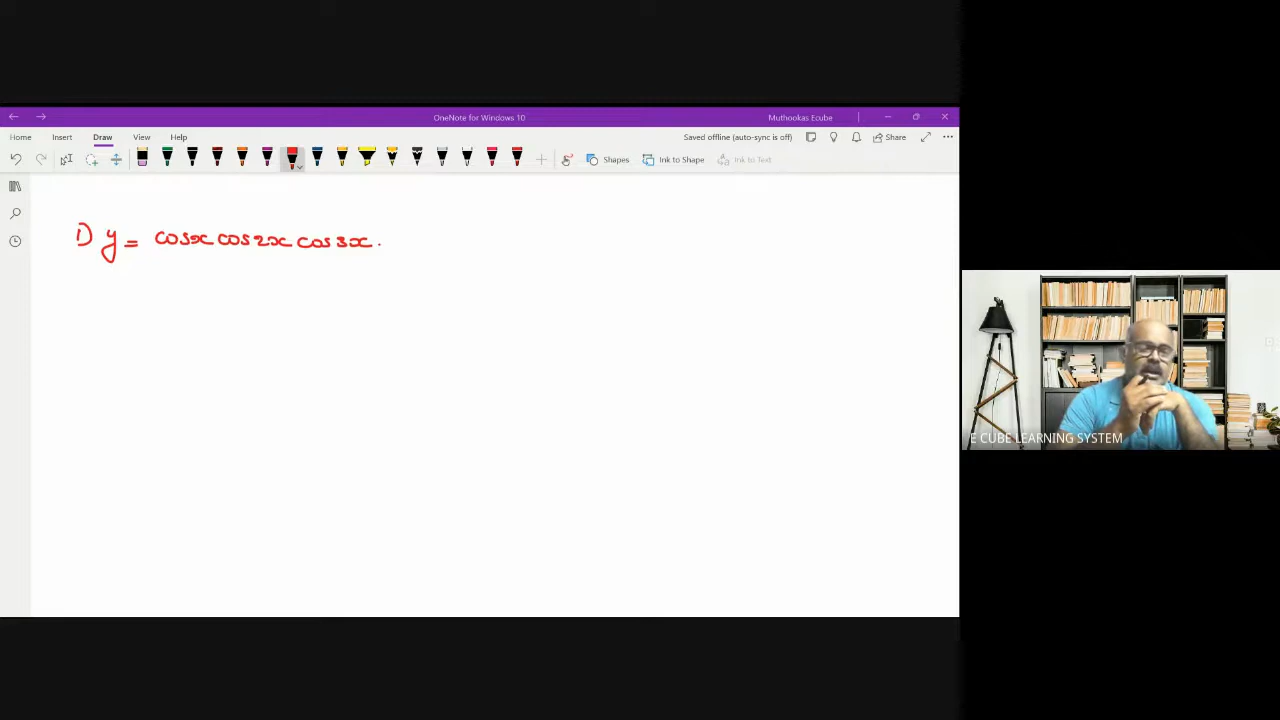 OneNote for Windows 10
Muthookas Ecube
Home Insert Draw View Help
Saved offline (auto-sync is off)
Share
Shapes
Ink to Shape
Ink to Text
1) y = cosx cos2x cos3x.
E CUBE LEARNING SYSTEM